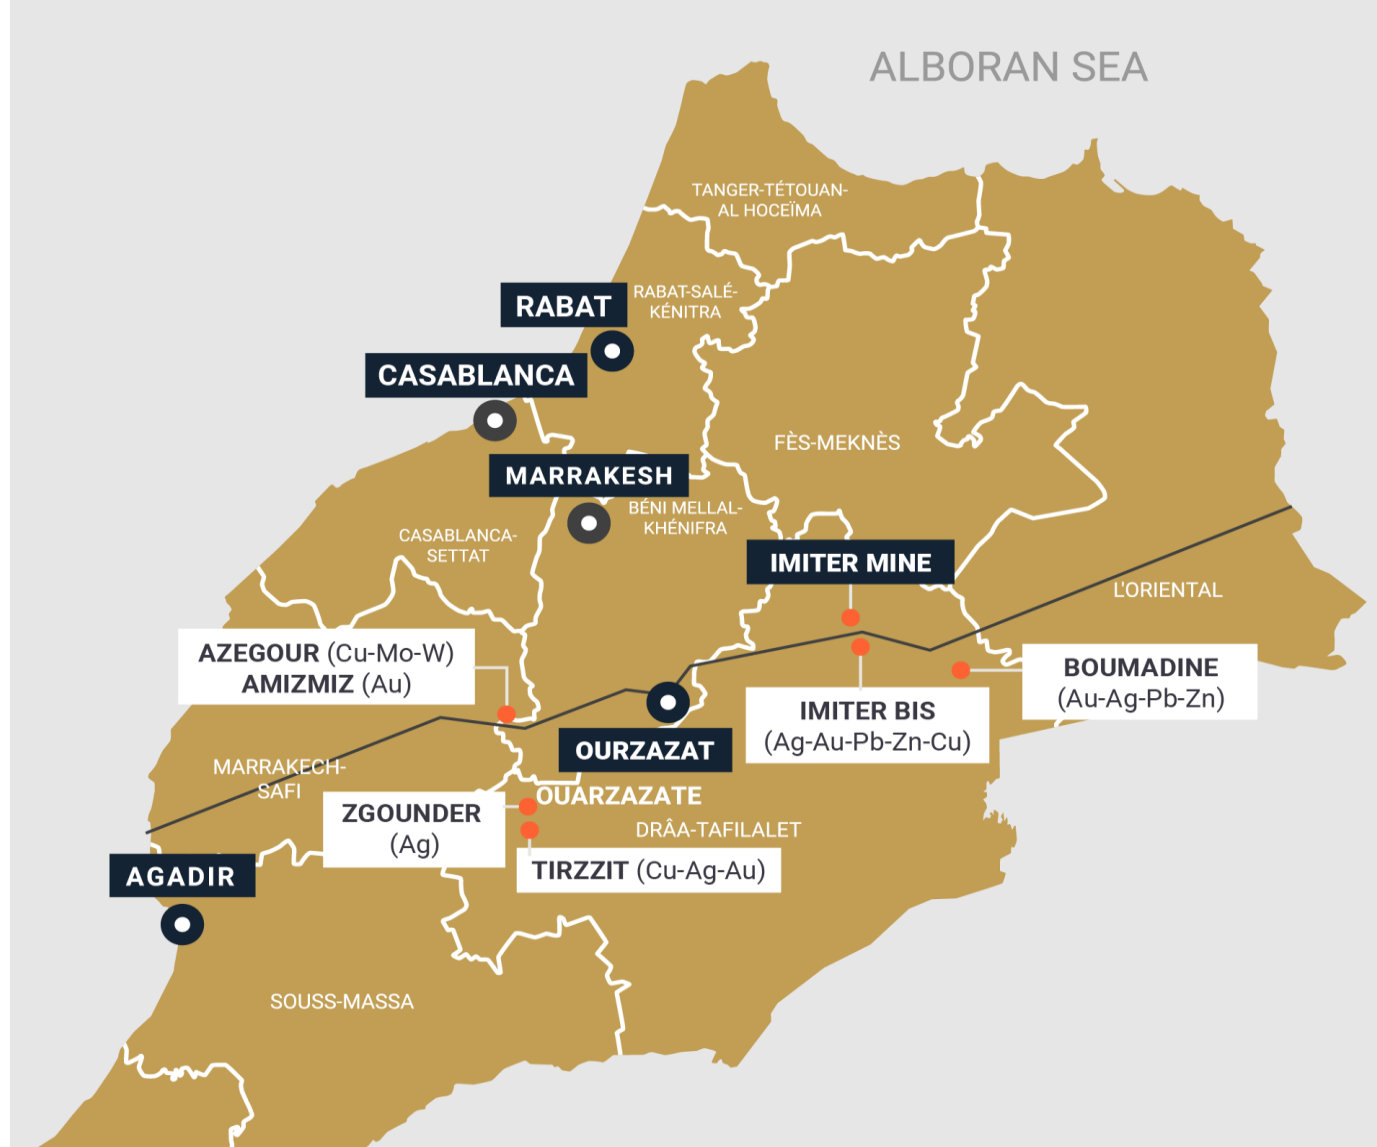 ALBORAN SEA
TANGER-TÉTOUAN-
AL HOCEÏMA
RABAT
RABAT-SALÉ-
KÉNITRA
CASABLANCA
FÈS-MEKNÈS
MARRAKESH
BÉNI MELLAL-
KHÉNIFRA
CASABLANCA-
SETTAT
IMITER MINE
L'ORIENTAL
AZEGOUR (Cu-Mo-W)
AMIZMIZ (Au)
BOUMADINE
(Au-Ag-Pb-Zn)
IMITER BIS
(Ag-Au-Pb-Zn-Cu)
OURZAZAT
MARRAKECH-
SAFI
OUARZAZATE
ZGOUNDER
(Ag)
DRÂA-TAFILALET
TIRZZIT (Cu-Ag-Au)
AGADIR
SOUSS-MASSA